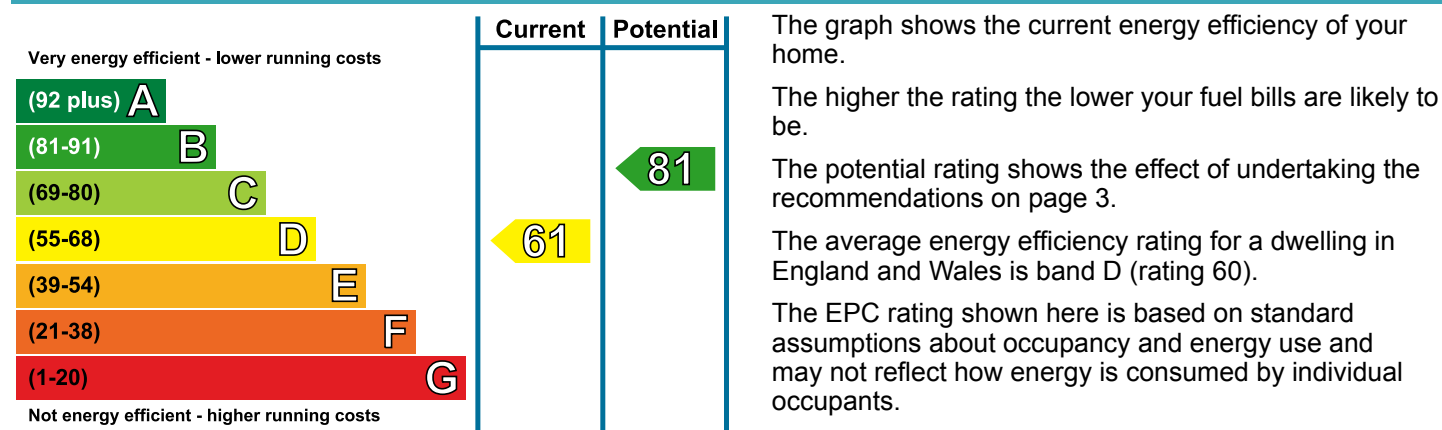 Current Potential
Very energy efficient - lower running costs
(92 plus) A
(81-91) B
(69-80) C
(55-68) D
(39-54) E
(21-38) F
(1-20) G
Not energy efficient - higher running costs
61
81
The graph shows the current energy efficiency of your
home.
The higher the rating the lower your fuel bills are likely to
be.
The potential rating shows the effect of undertaking the
recommendations on page 3.
The average energy efficiency rating for a dwelling in
England and Wales is band D (rating 60).
The EPC rating shown here is based on standard
assumptions about occupancy and energy use and
may not reflect how energy is consumed by individual
occupants.